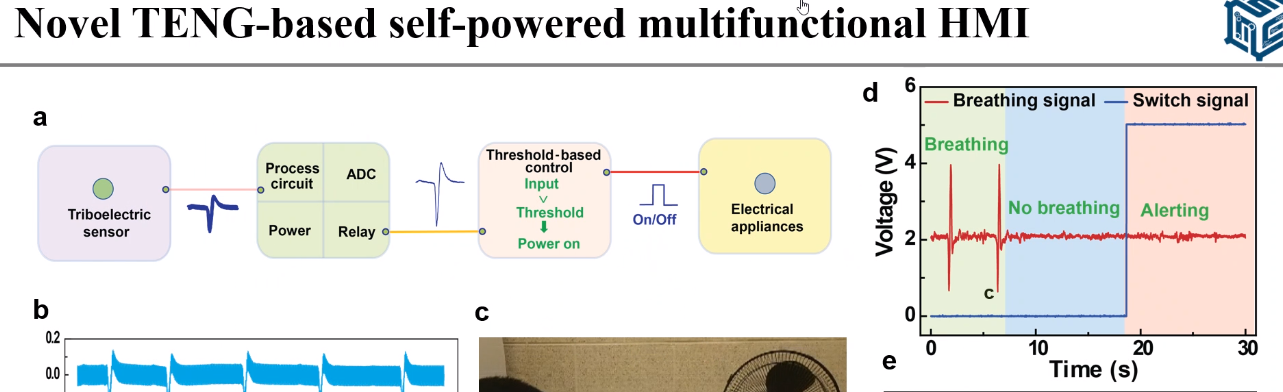 Novel TENG-based self-powered multifunctional HMI
a
Triboelectric
sensor
Process
circuit
ADC
Power
Relay
Threshold-based
control
Input
Threshold
Power on
On/Off
Electrical
appliances
b
0.2
0.0
c
d
Breathing signal
Switch signal
Breathing
No breathing
Alerting
C
Voltage (V)
6
4
2
0
0 10 20 30
Time (s)
e